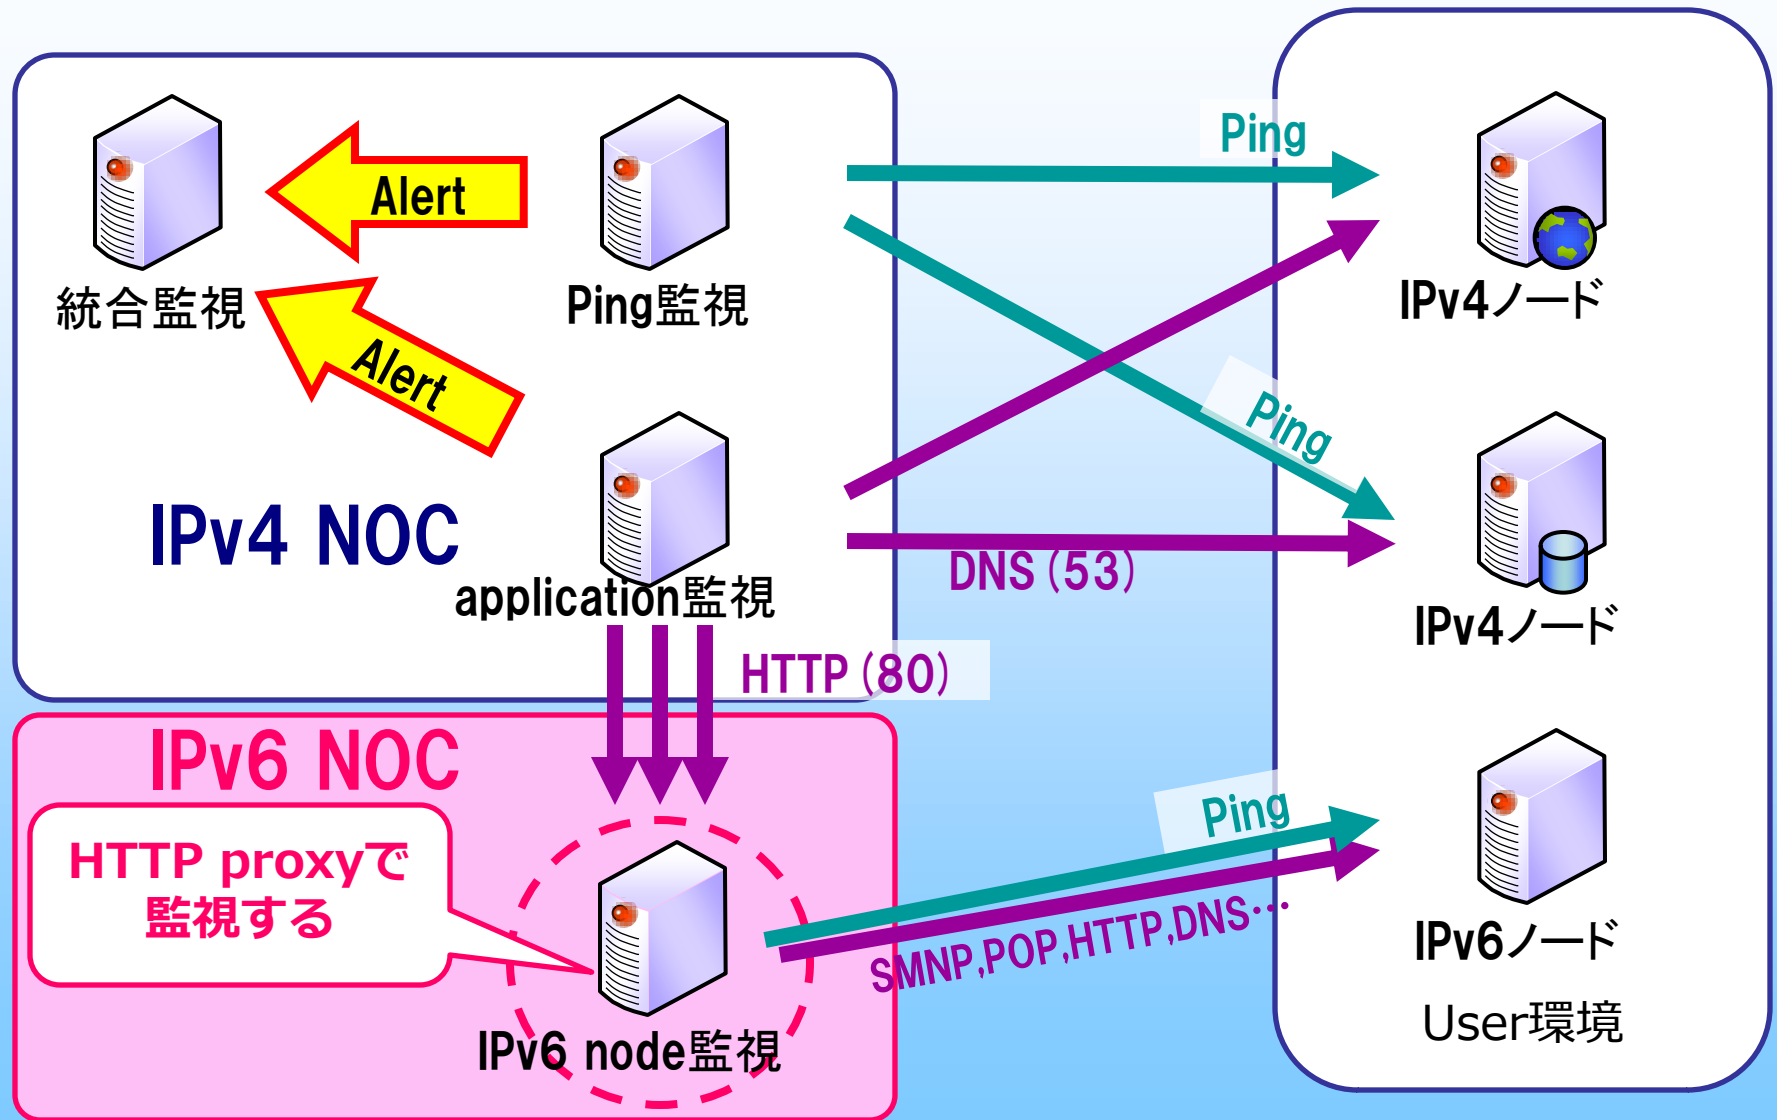 Ping
Alert
統合監視
Ping監視
IPv4ノード
Alert
Ping
IPv4 NOC
DNS(53)
application監視
IPv4ノード
HTTP(80)
IPv6 NOC
HTTP proxyで
監視する
Ping
SMNP,POP,HTTP,DNS…
IPv6ノード
IPv6 node監視
User環境